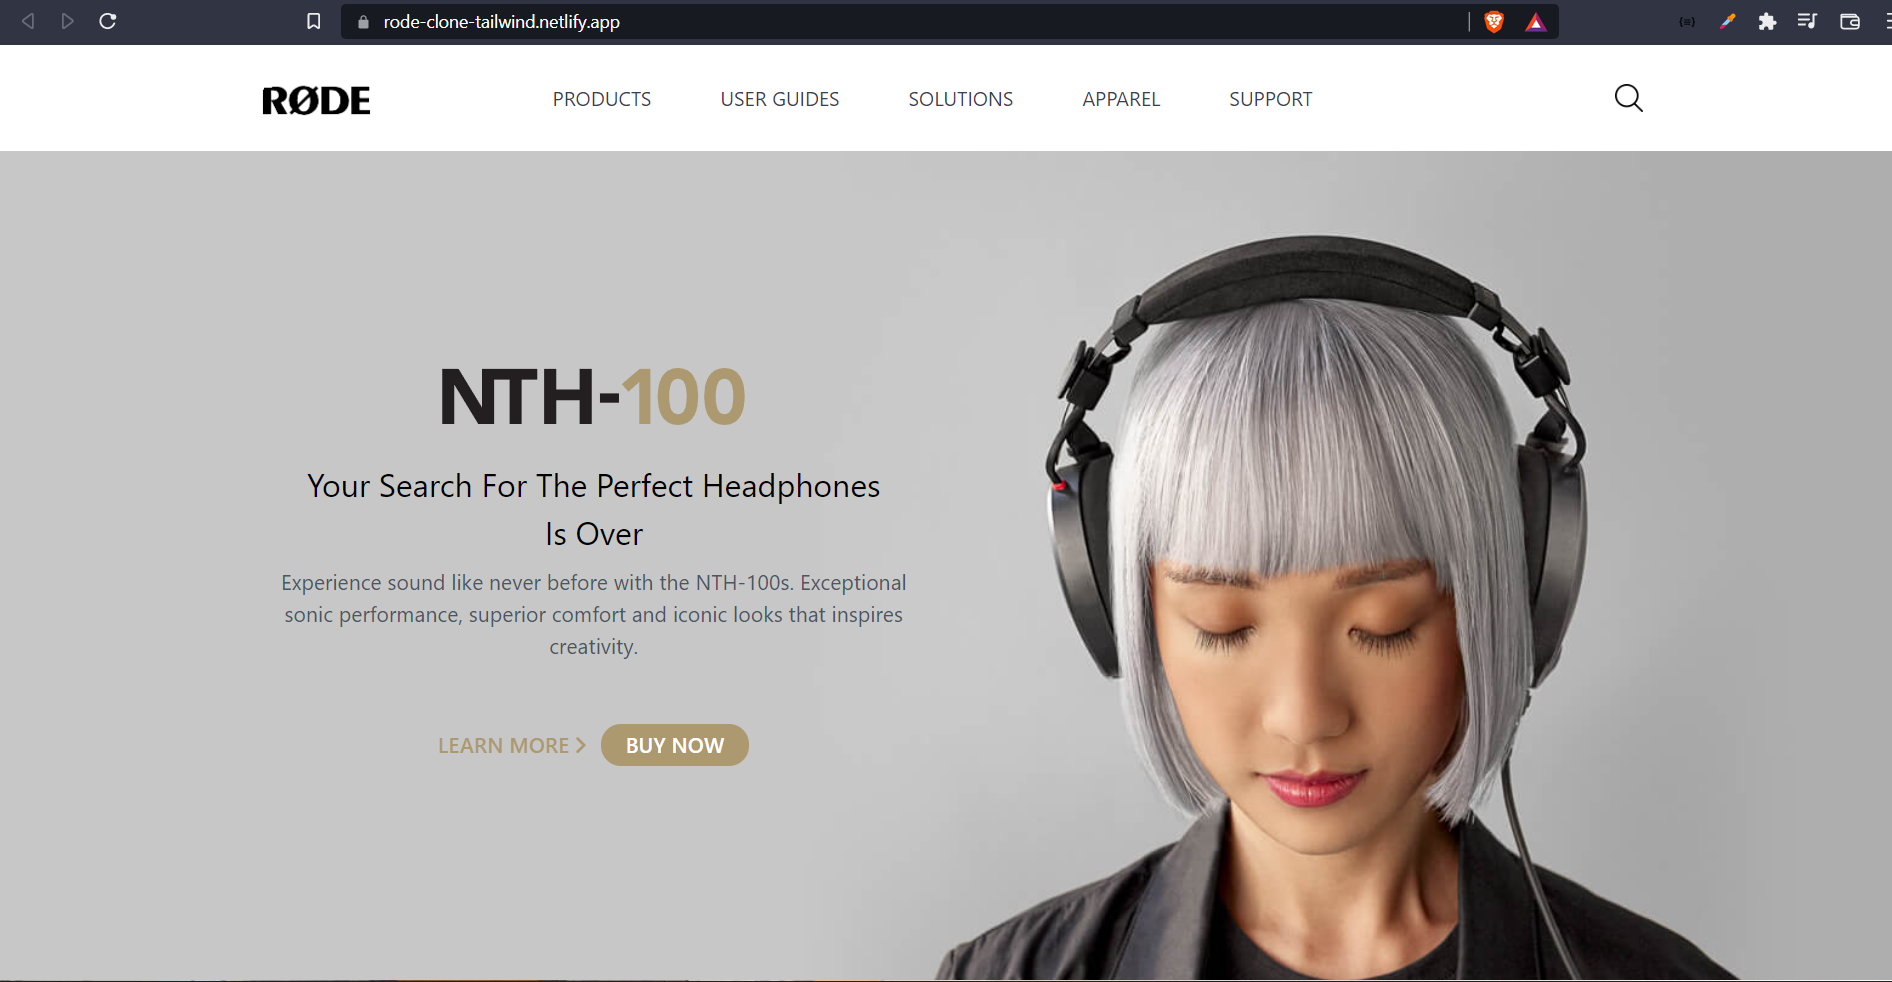 rode-clone-tailwind.netlify.app
RØDE
PRODUCTS
USER GUIDES
SOLUTIONS
APPAREL
SUPPORT
NTH-100
Your Search For The Perfect Headphones
Is Over
Experience sound like never before with the NTH-100s. Exceptional
sonic performance, superior comfort and iconic looks that inspires
creativity.
LEARN MORE
BUY NOW